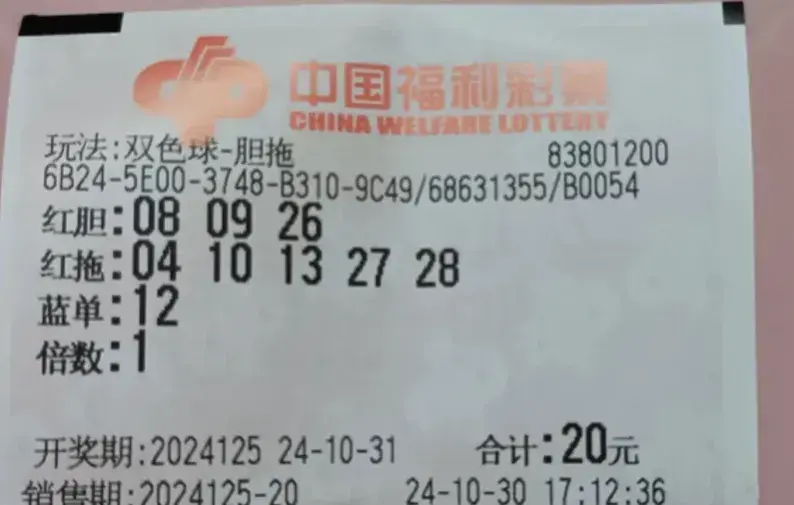 中国福利彩票
CHINA WELFARE LOTTERY
玩法:双色球-胆拖 83801200
6B24-5E00-3748-B310-9C49/68631355/B0054
红胆:08 09 26
红拖:04 10 13 27 28
蓝单:12
倍数:1
开奖期:2024125 24-10-31 合计:20元
销售期:2024125-20 24-10-30 17:12:36